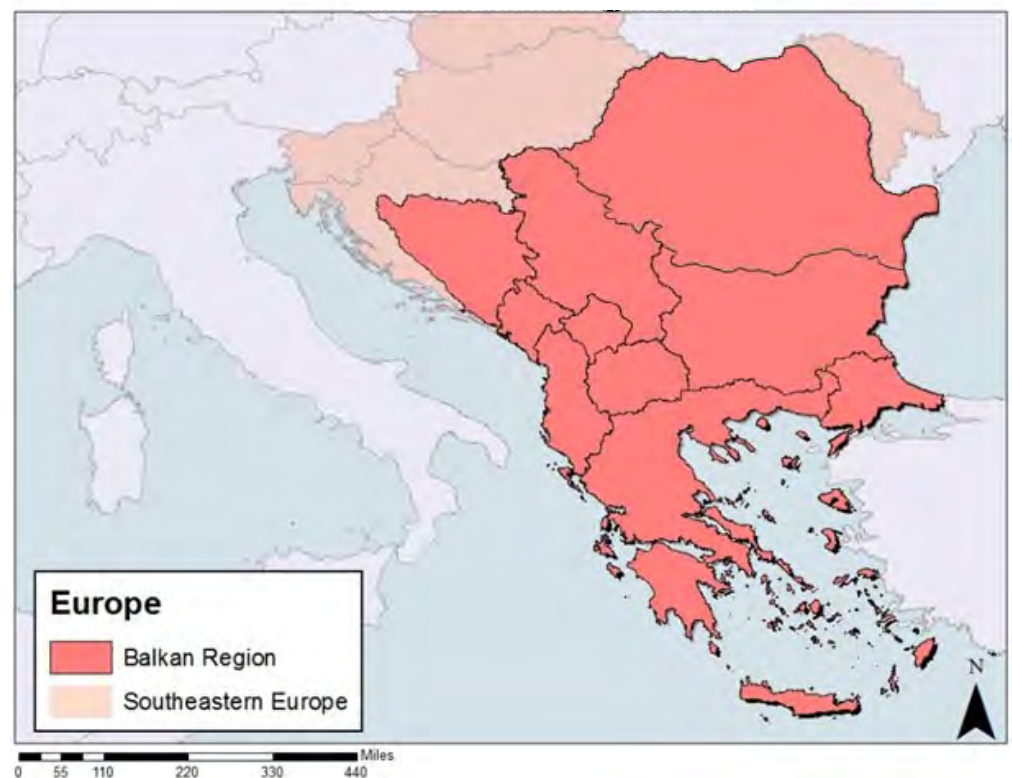 N
Europe
Balkan Region
Southeastern Europe
Miles
0 55 110 220 330 440